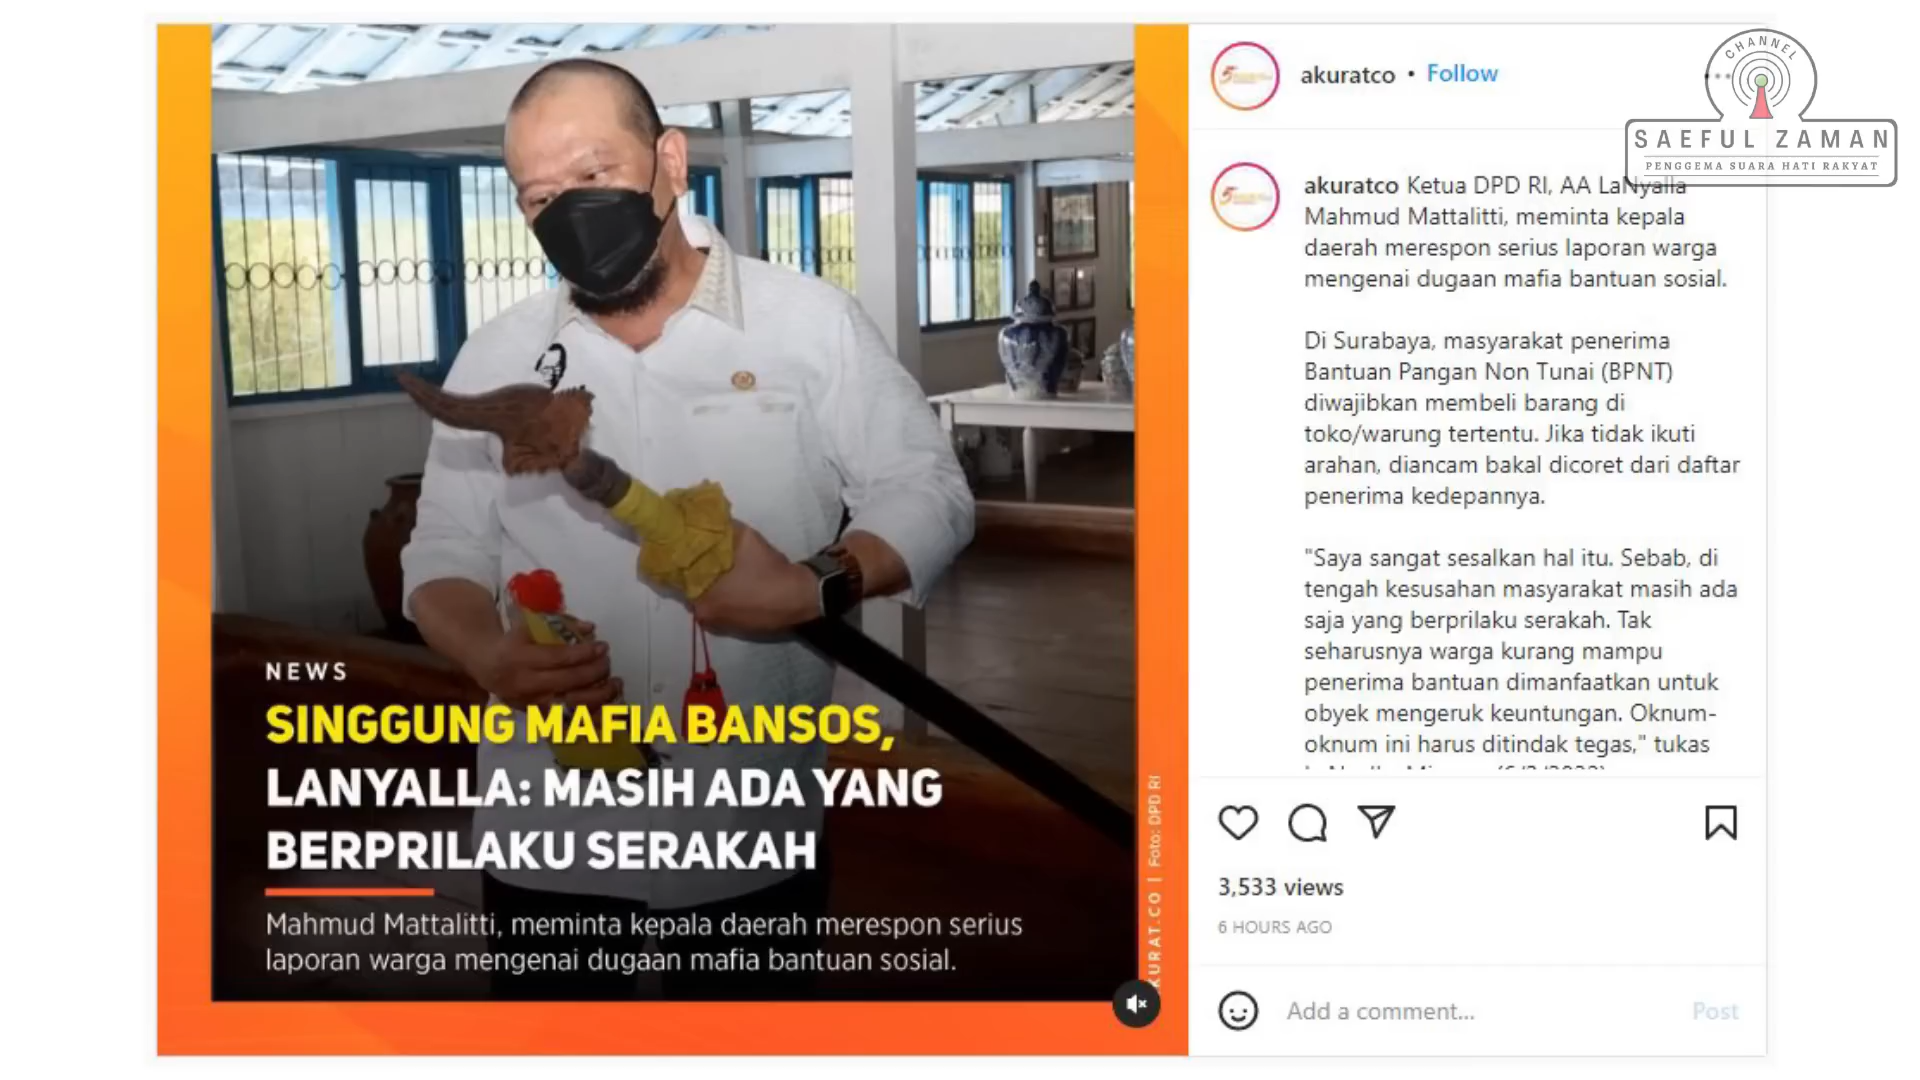 NEWS
SINGGUNG MAFIA BANSOS,
LANYALLA: MASIH ADA YANG
BERPRILAKU SERAKAH
Mahmud Mattalitti, meminta kepala daerah merespon serius
laporan warga mengenai dugaan mafia bantuan sosial.
KURAT.CO | Foto: DPD RI
akuratco • Follow
CHANNEL
SAEFUL ZAMAN
PENGGEMA SUARA HATI RAKYAT
akuratco Ketua DPD RI, AA LaNyalla
Mahmud Mattalitti, meminta kepala
daerah merespon serius laporan warga
mengenai dugaan mafia bantuan sosial.
Di Surabaya, masyarakat penerima
Bantuan Pangan Non Tunai (BPNT)
diwajibkan membeli barang di
toko/warung tertentu. Jika tidak ikuti
arahan, diancam bakal dicoret dari daftar
penerima kedepannya.
"Saya sangat sesalkan hal itu. Sebab, di
tengah kesusahan masyarakat masih ada
saja yang berprilaku serakah. Tak
seharusnya warga kurang mampu
penerima bantuan dimanfaatkan untuk
obyek mengeruk keuntungan. Oknum-
oknum ini harus ditindak tegas," tukas
3,533 views
6 HOURS AGO
Add a comment...
Post